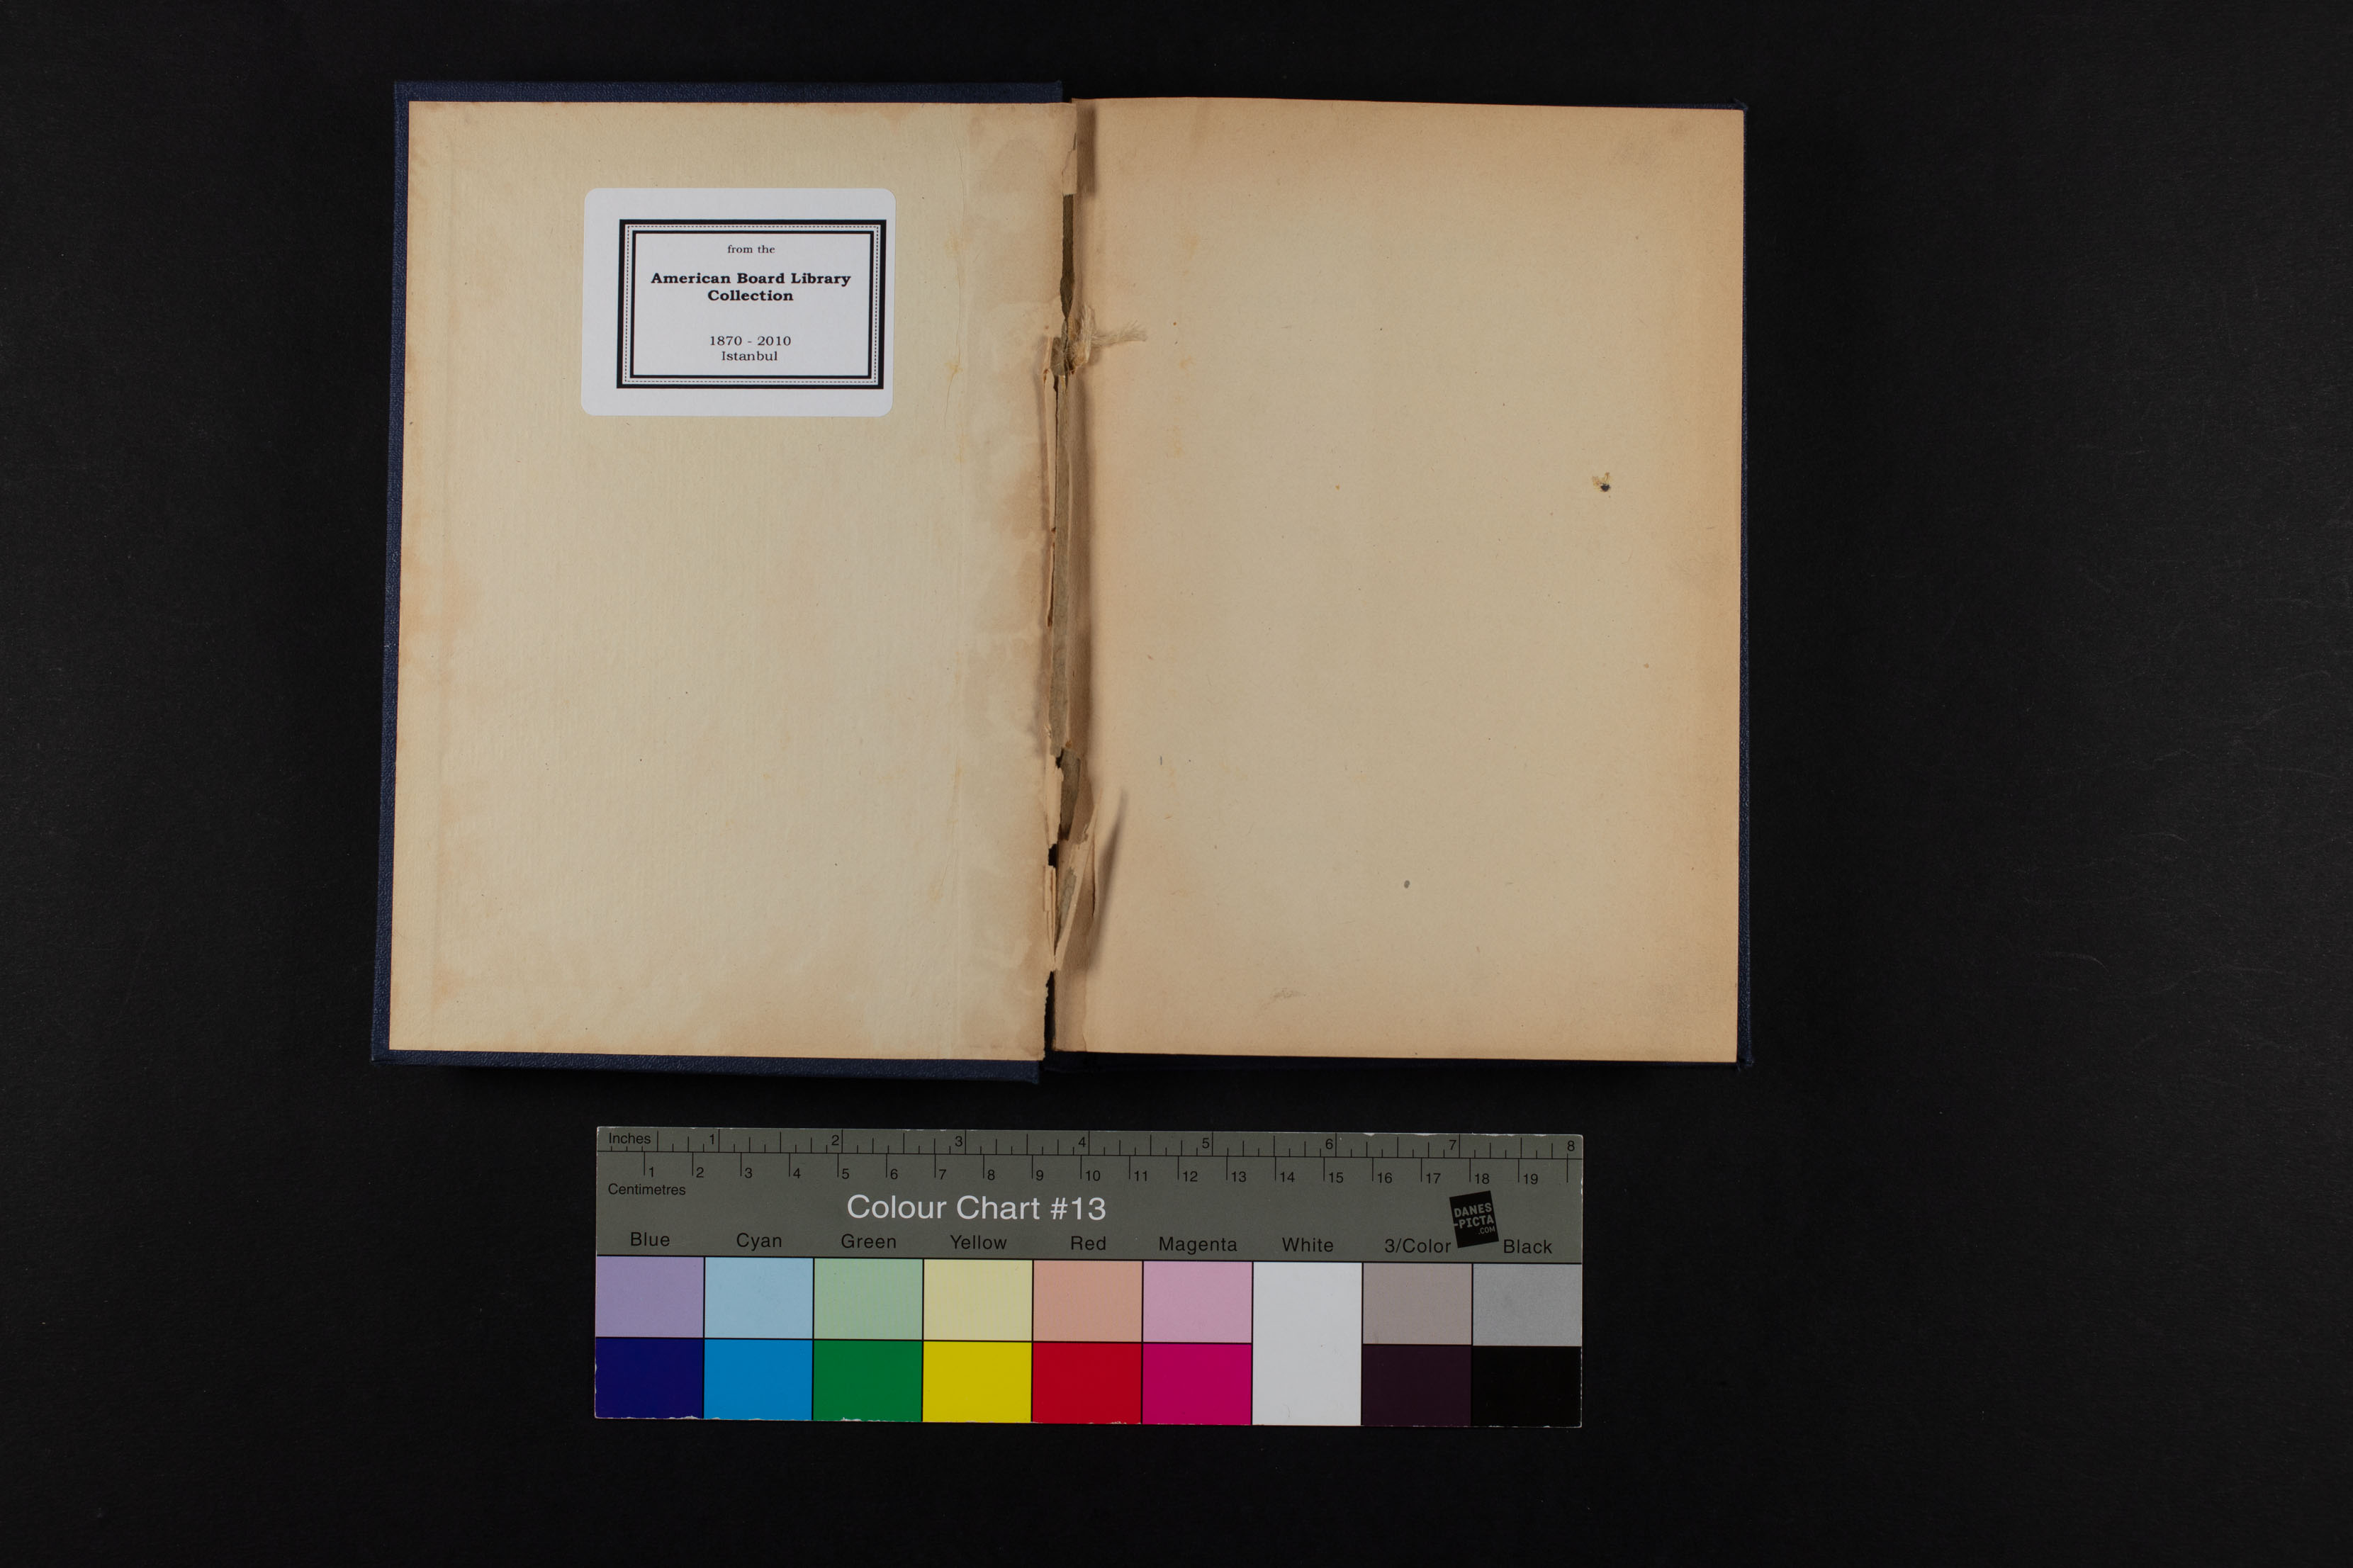 from the
American Board Library
Collection
1870 - 2010
Istanbul
Inches 1 2 3 4 5 6 7 8
1 2 3 4 5 6 7 8 9 10 11 12 13 14 15 16 17 18 19
Centimetres
Colour Chart #13
DANES
-PICTA
.COM
Blue Cyan Green Yellow Red Magenta White 3/Color Black